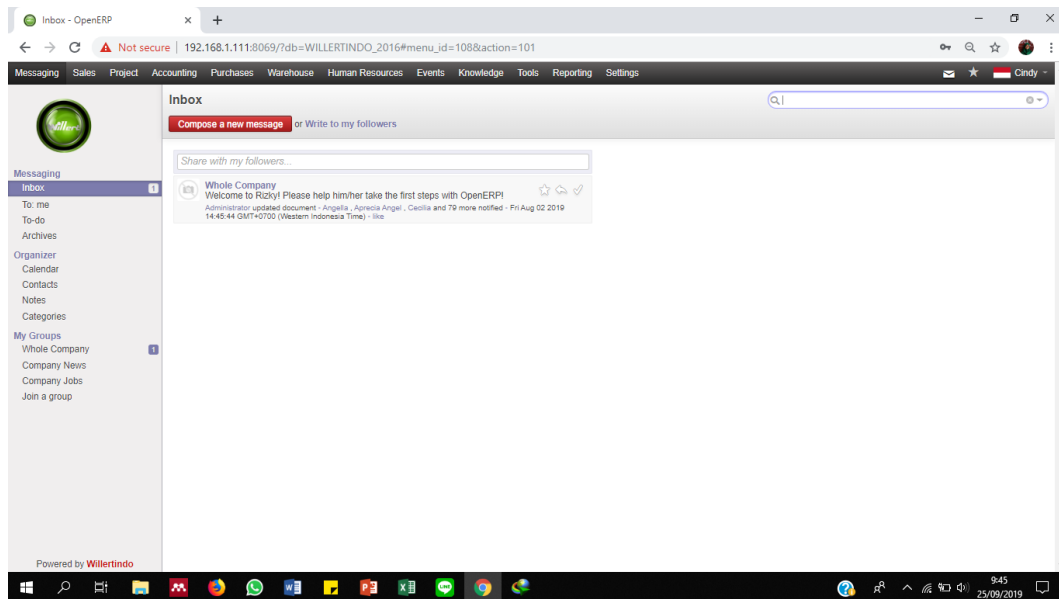 Inbox - OpenERP
Not secure | 192.168.1.111:8069/?db=WILLERTINDO_2016#menu_id=108&action=101
Messaging Sales Project Accounting Purchases Warehouse Human Resources Events Knowledge Tools Reporting Settings Cindy
Willert
Inbox
Compose a new message or Write to my followers
Messaging
Inbox 1
To: me
To-do
Archives
Organizer
Calendar
Contacts
Notes
Categories
My Groups
Whole Company 1
Company News
Company Jobs
Join a group
Share with my followers...
Whole Company
Welcome to Rizky! Please help him/her take the first steps with OpenERP!
Administrator updated document - Angella , Aprecia Angel , Cecilia and 79 more notified - Fri Aug 02 2019
14:45:44 GMT+0700 (Western Indonesia Time) - like
Powered by Willertindo
9:45
25/09/2019